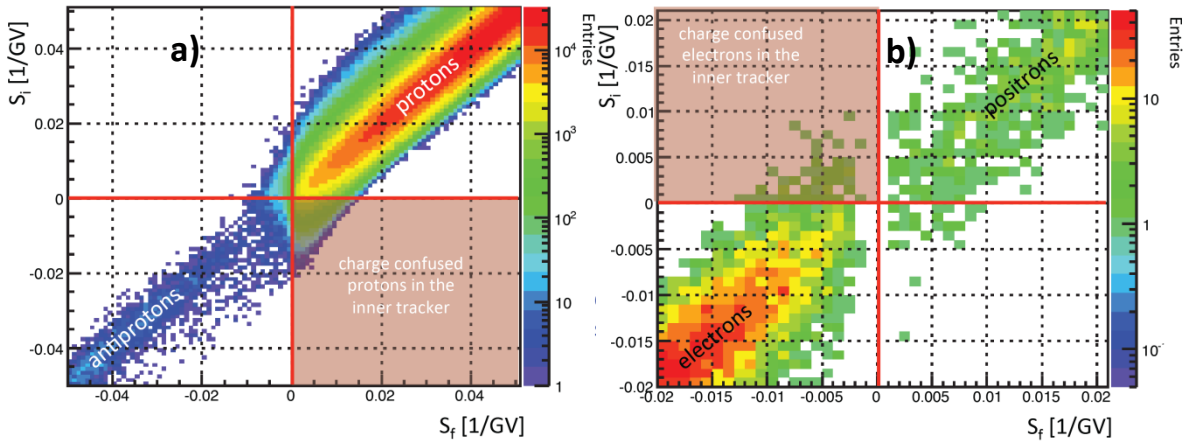 a)
S_i [1/GV]
0.04
0.02
0
-0.02
-0.04
-0.04
-0.02
0
0.02
0.04
S_f [1/GV]
protons
antiprotons
charge confused
protons in the
inner tracker
Entries
10^4
10^3
10^2
10
1
b)
S_i [1/GV]
0.02
0.015
0.01
0.005
0
-0.005
-0.01
-0.015
-0.02
-0.020
-0.015
-0.01
-0.005
0
0.005
0.01
0.015
0.02
S_f [1/GV]
charge confused
electrons in the
inner tracker
positrons
electrons
Entries
10
1
10^-